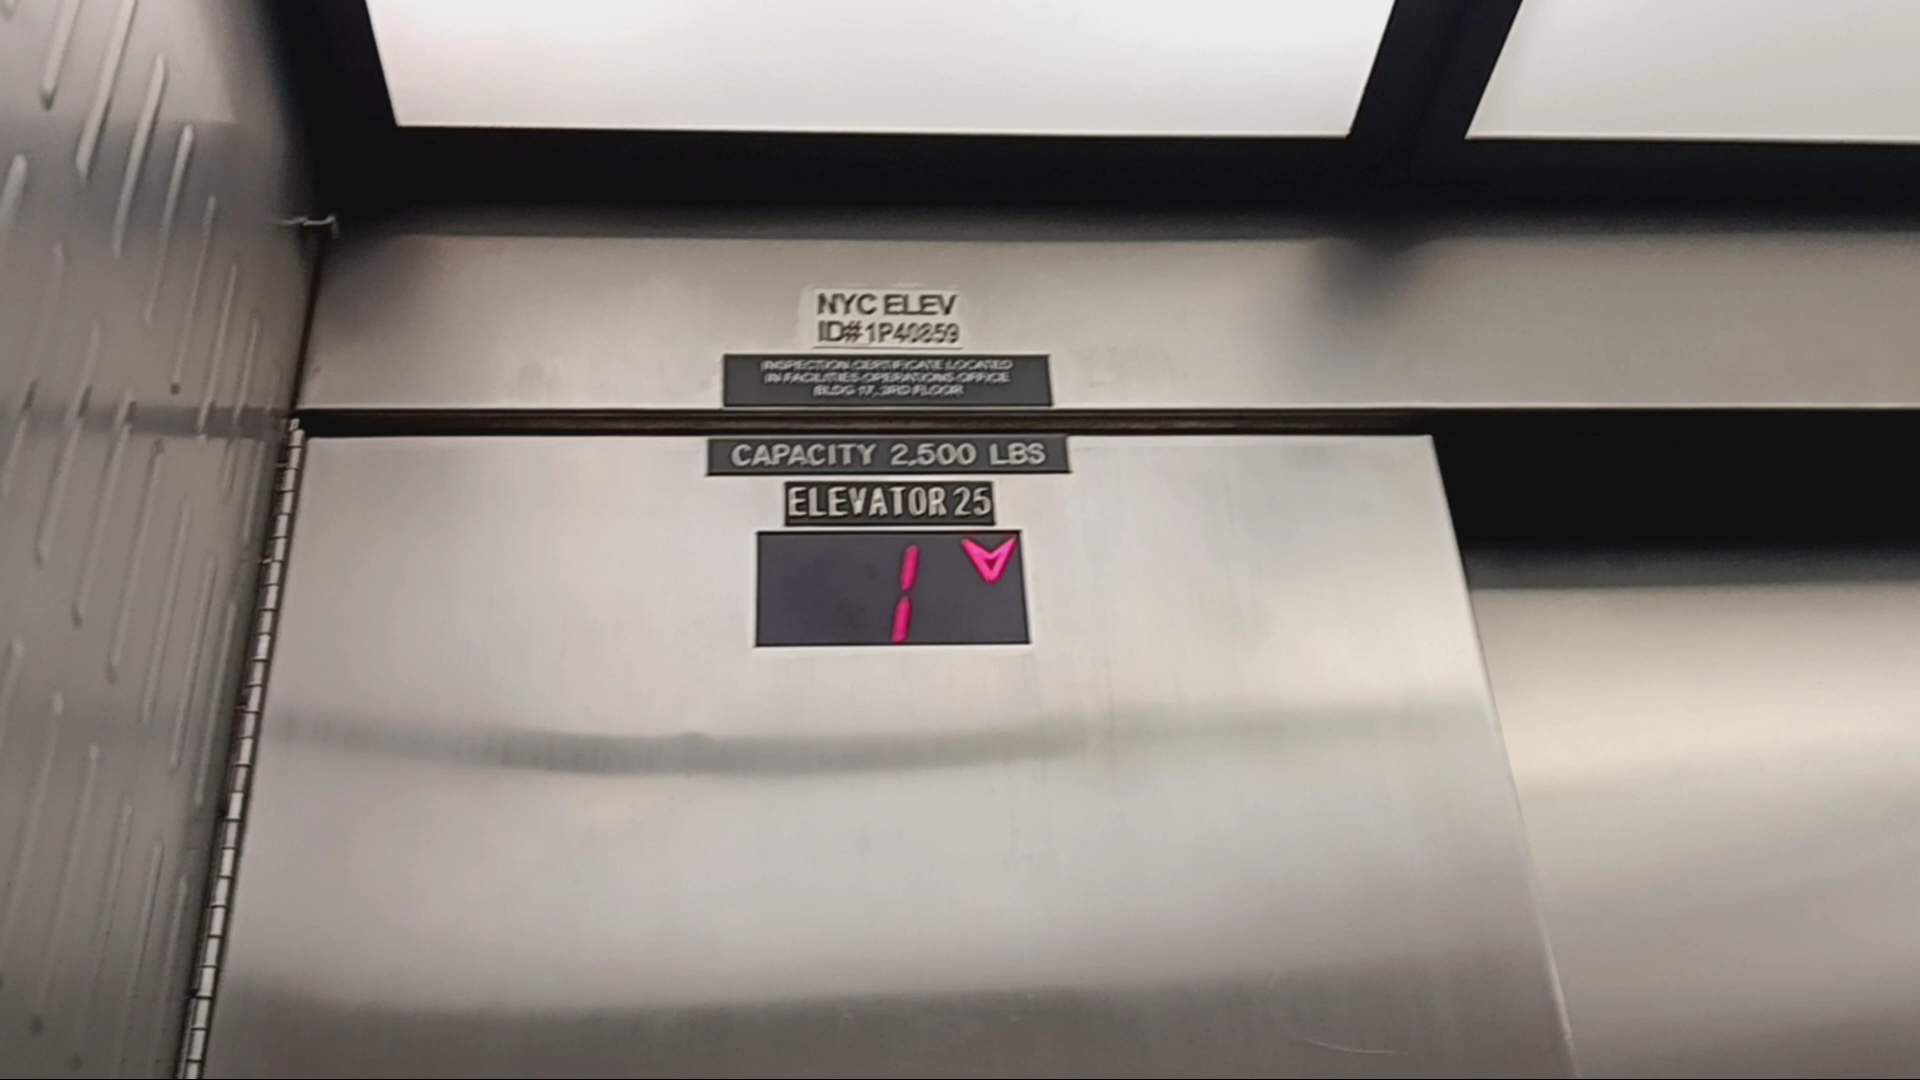 NYC ELEV
ID#1P40859
INSPECTION CERTIFICATE LOCATED
IN FACILITIES OPERATIONS OFFICE
BLDG 17, 3RD FLOOR
CAPACITY 2,500 LBS
ELEVATOR 25
1